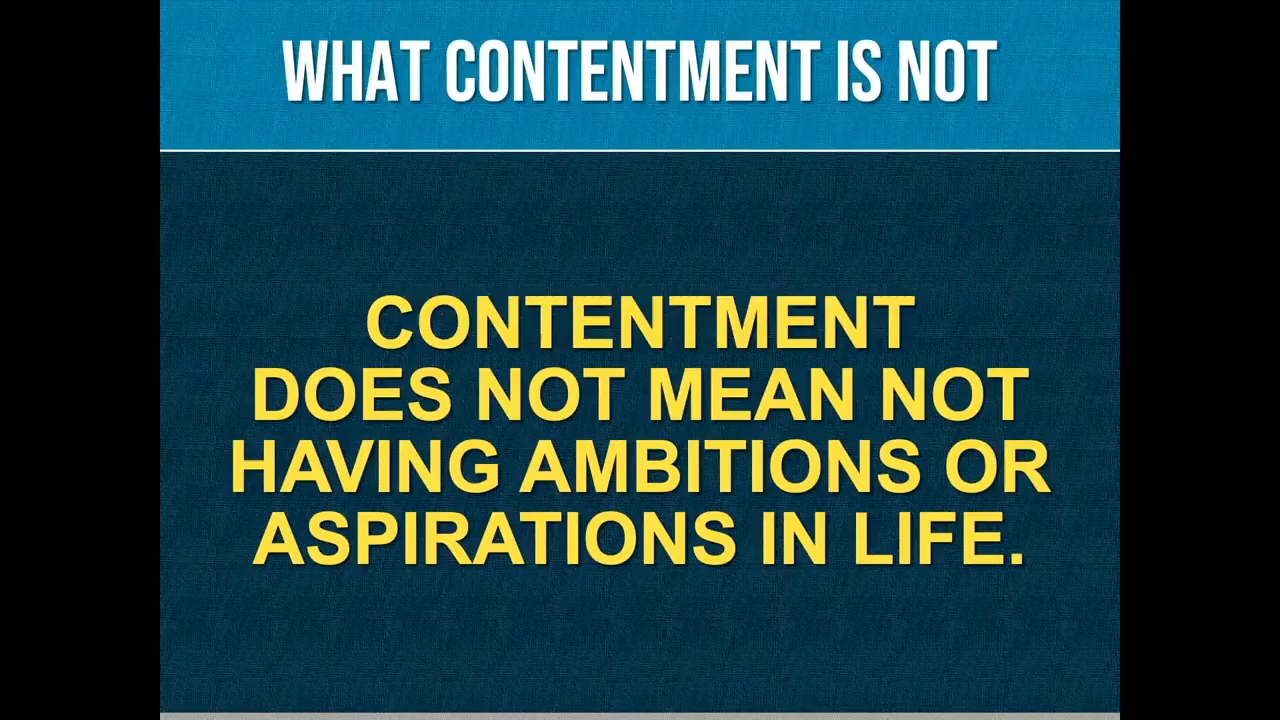 WHAT CONTENTMENT IS NOT
CONTENTMENT
DOES NOT MEAN NOT
HAVING AMBITIONS OR
ASPIRATIONS IN LIFE.